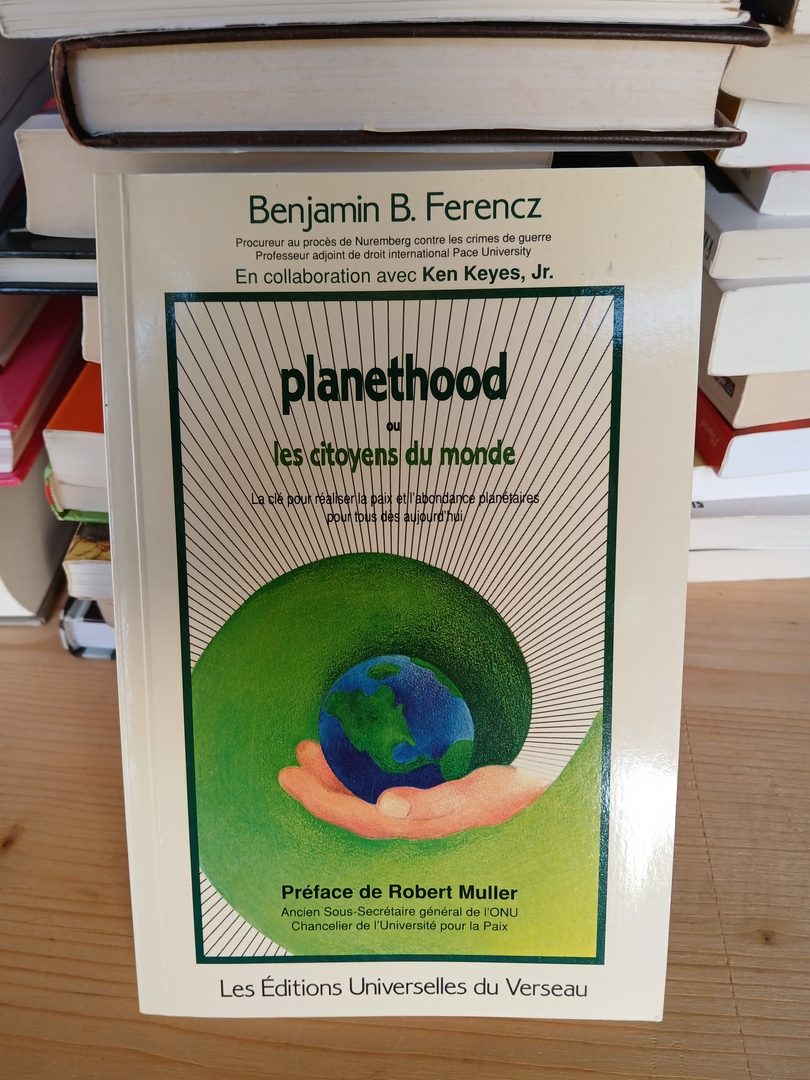 Benjamin B. Ferencz
Procureur au procès de Nuremberg contre les crimes de guerre
Professeur adjoint de droit international Pace University
En collaboration avec Ken Keyes, Jr.
planethood
ou
les citoyens du monde
La clé pour réaliser la paix et l'abondance planétaires
pour tous dès aujourd'hui
Préface de Robert Muller
Ancien Sous-Secrétaire général de l'ONU
Chancelier de l'Université pour la Paix
Les Éditions Universelles du Verseau